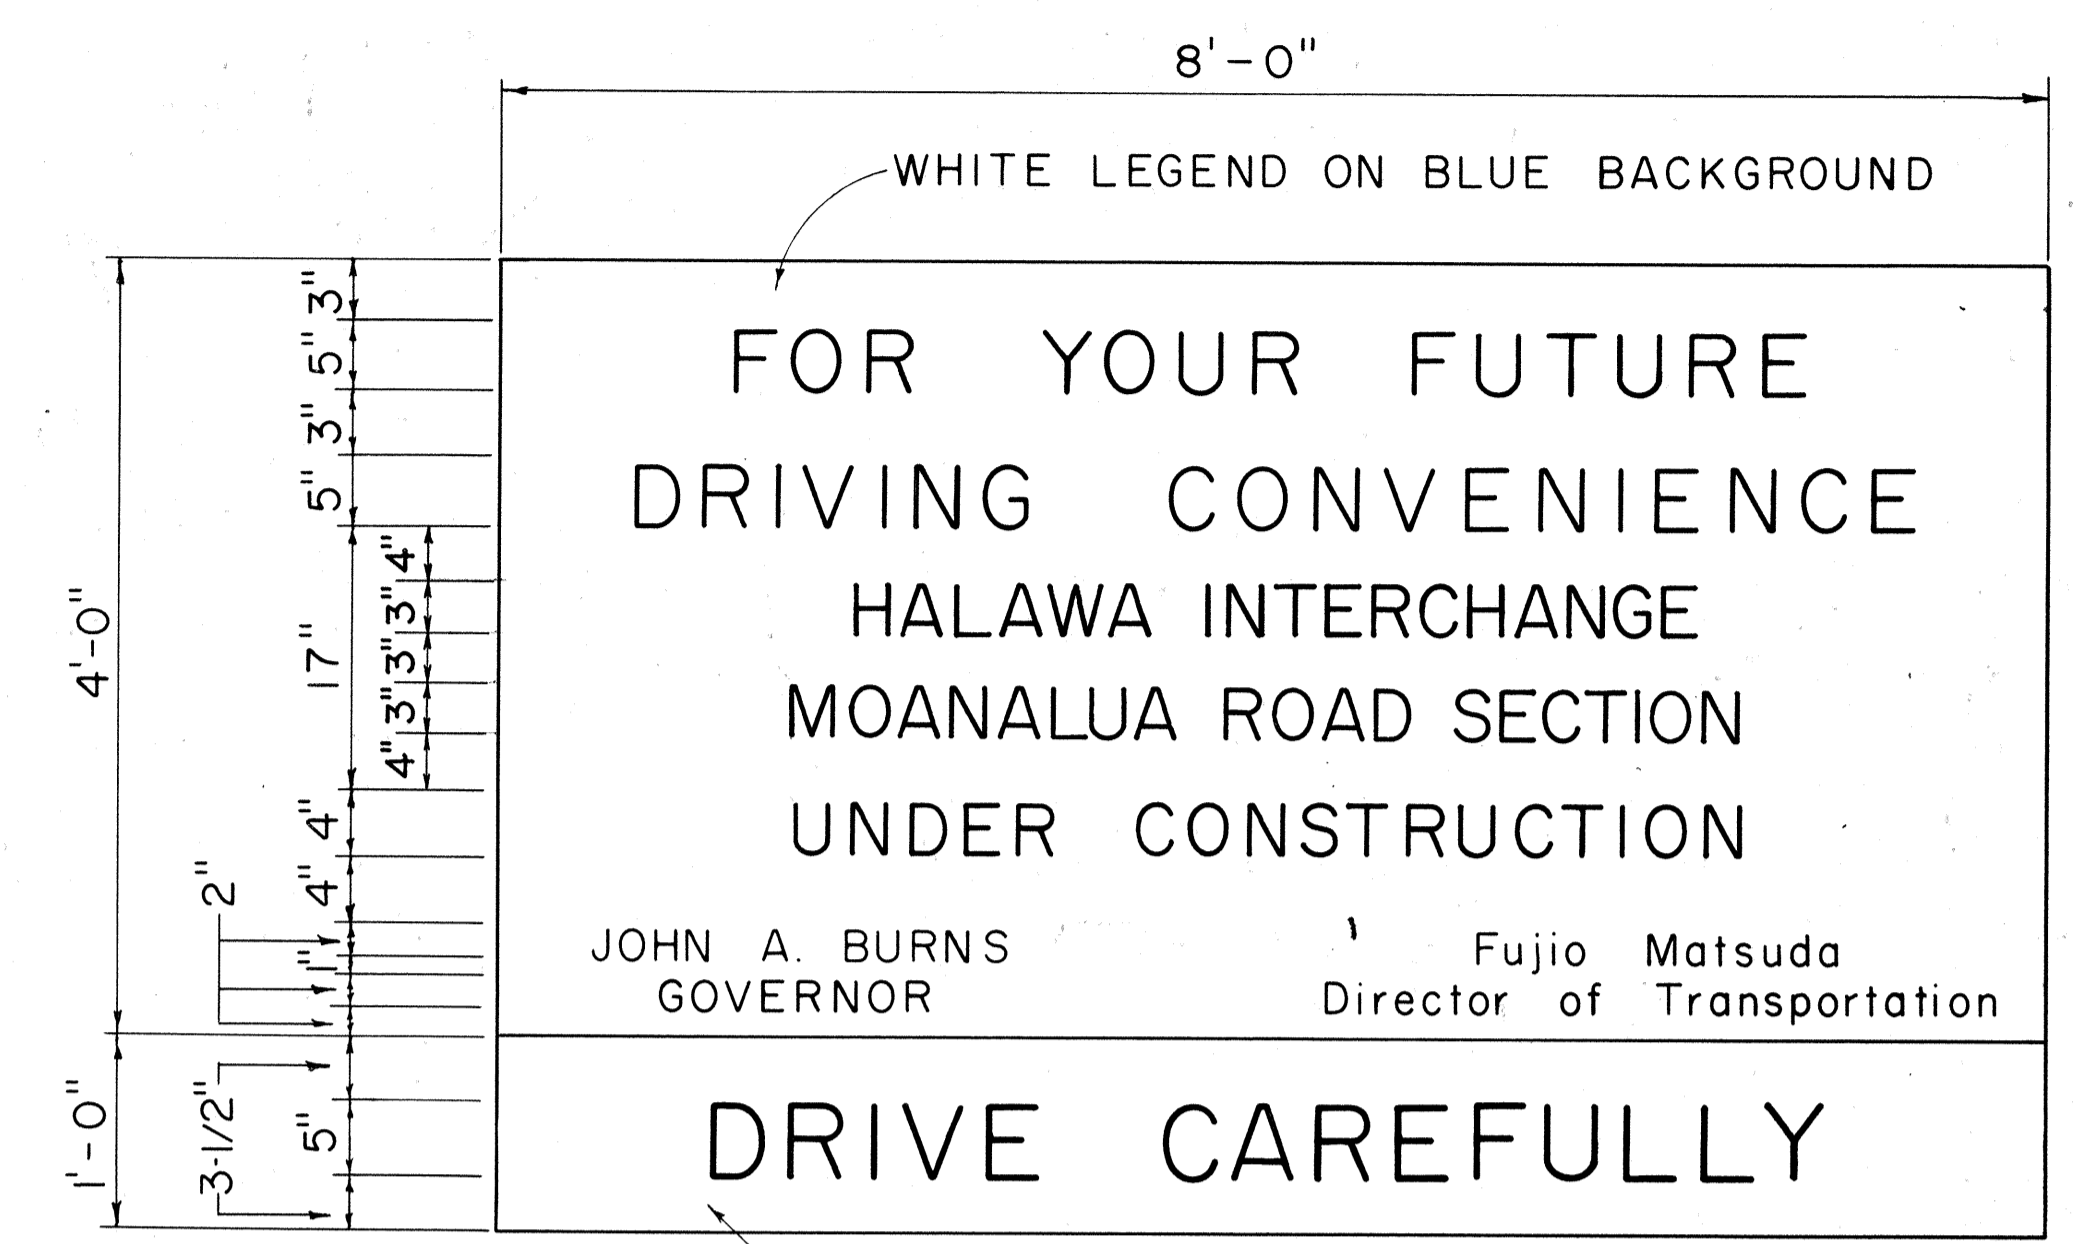 8'-0"
WHITE LEGEND ON BLUE BACKGROUND
FOR YOUR FUTURE
DRIVING CONVENIENCE
HALAWA INTERCHANGE
MOANALUA ROAD SECTION
UNDER CONSTRUCTION
JOHN A. BURNS
GOVERNOR
Fujio Matsuda
Director of Transportation
DRIVE CAREFULLY
4'-0"
1'-0"
3"
5"
3"
5"
17"
4"
4"
2"
1"
3-1/2"
5"
4"
3"
3"
3"
4"